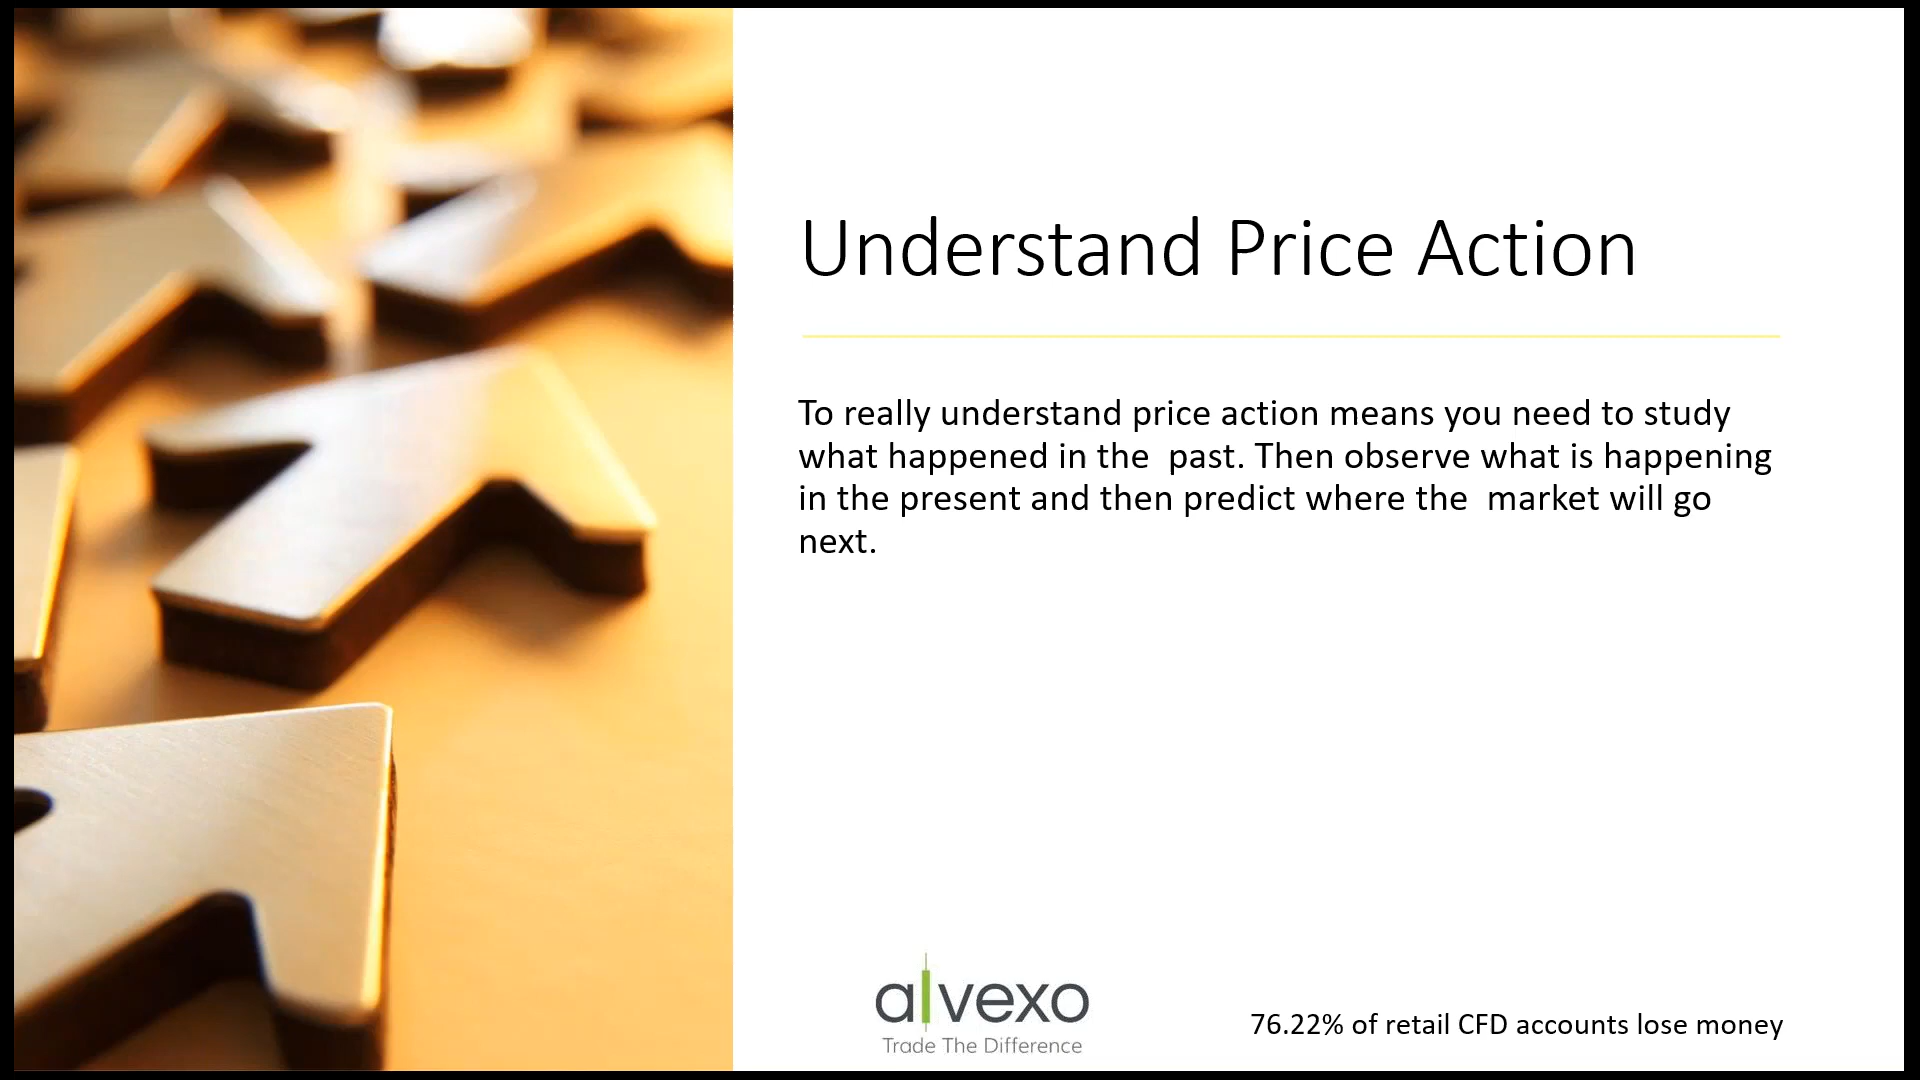 Understand Price Action
To really understand price action means you need to study
what happened in the  past. Then observe what is happening
in the present and then predict where the  market will go
next.
alvexo
Trade The Difference
76.22% of retail CFD accounts lose money